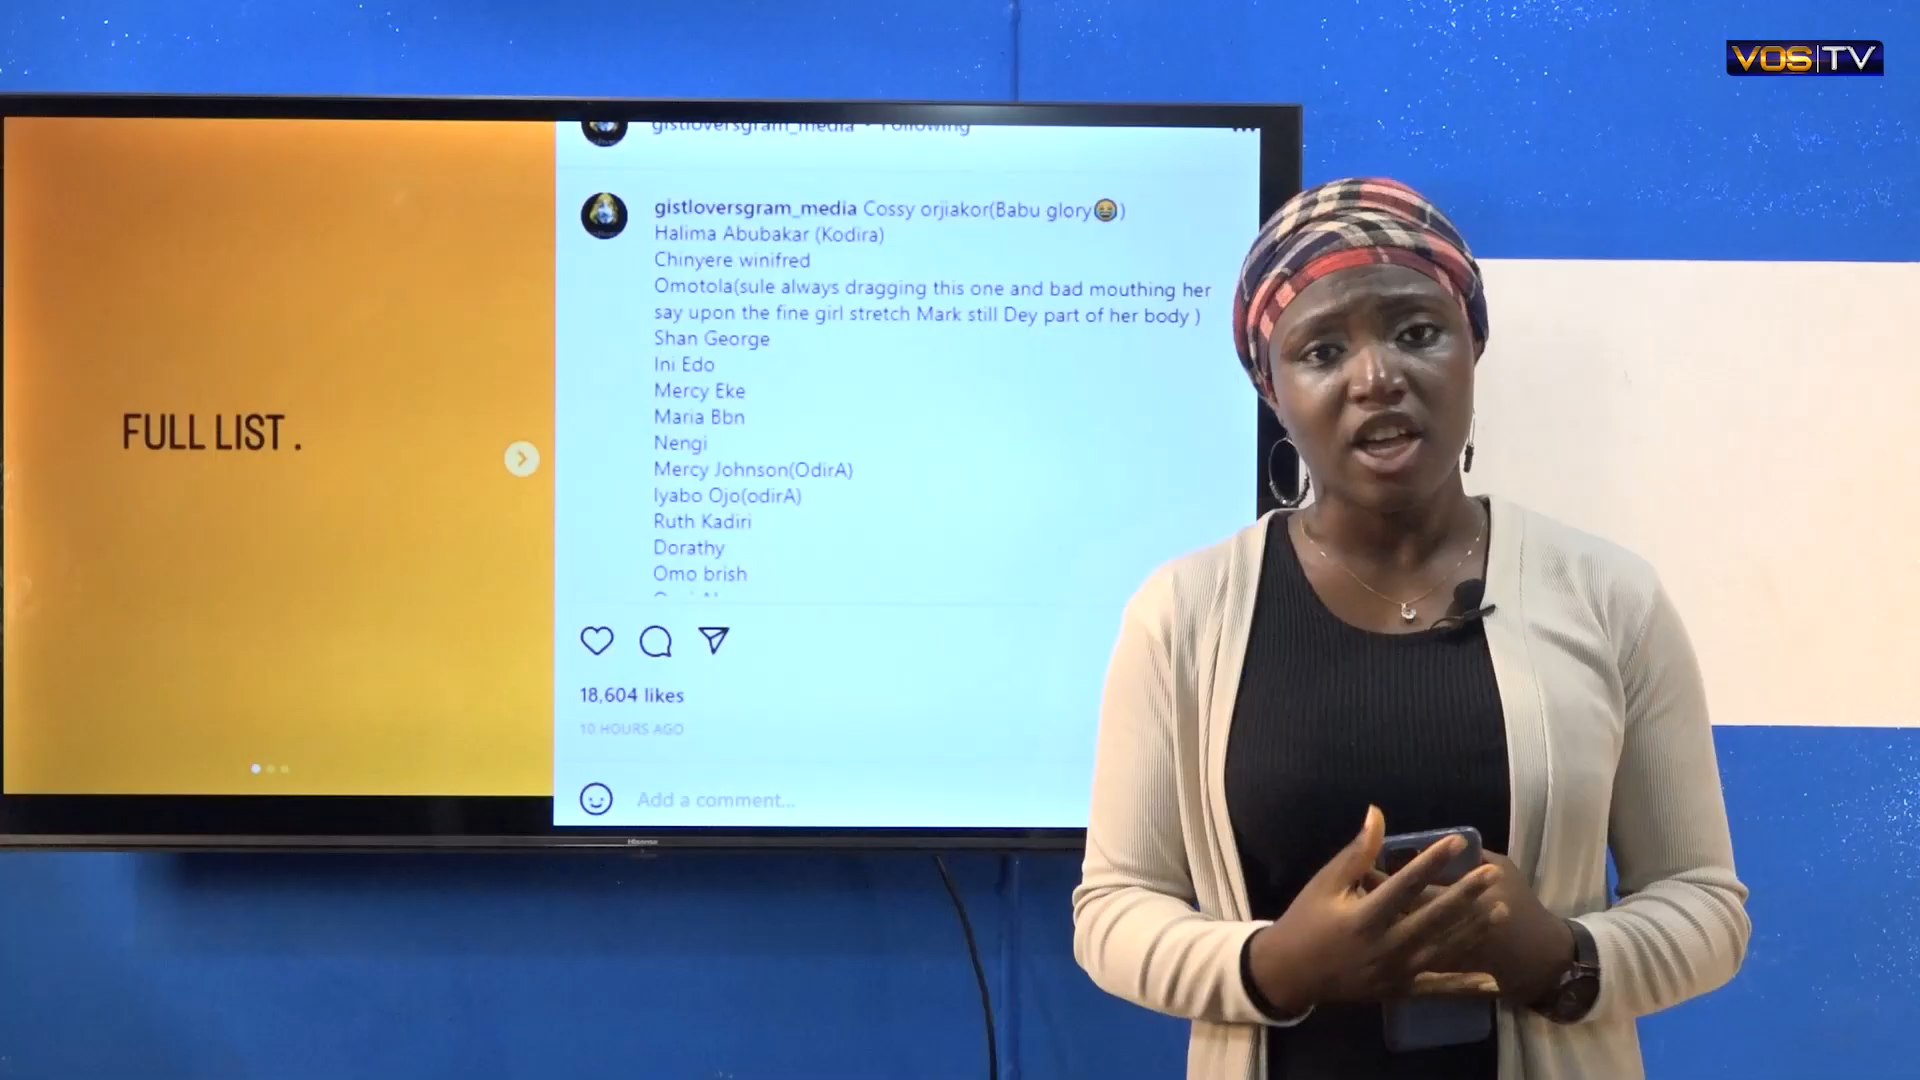 VOS|TV
gistloversgram_media • Following
gistloversgram_media Cossy orjiakor(Babu glory😂)
Halima Abubakar (Kodira)
Chinyere winifred
Omotola(sule always dragging this one and bad mouthing her
say upon the fine girl stretch Mark still Dey part of her body )
Shan George
Ini Edo
Mercy Eke
Maria Bbn
Nengi
Mercy Johnson(OdirA)
Iyabo Ojo(odirA)
Ruth Kadiri
Dorathy
Omo brish
FULL LIST .
18,604 likes
10 HOURS AGO
Add a comment...
Hisense